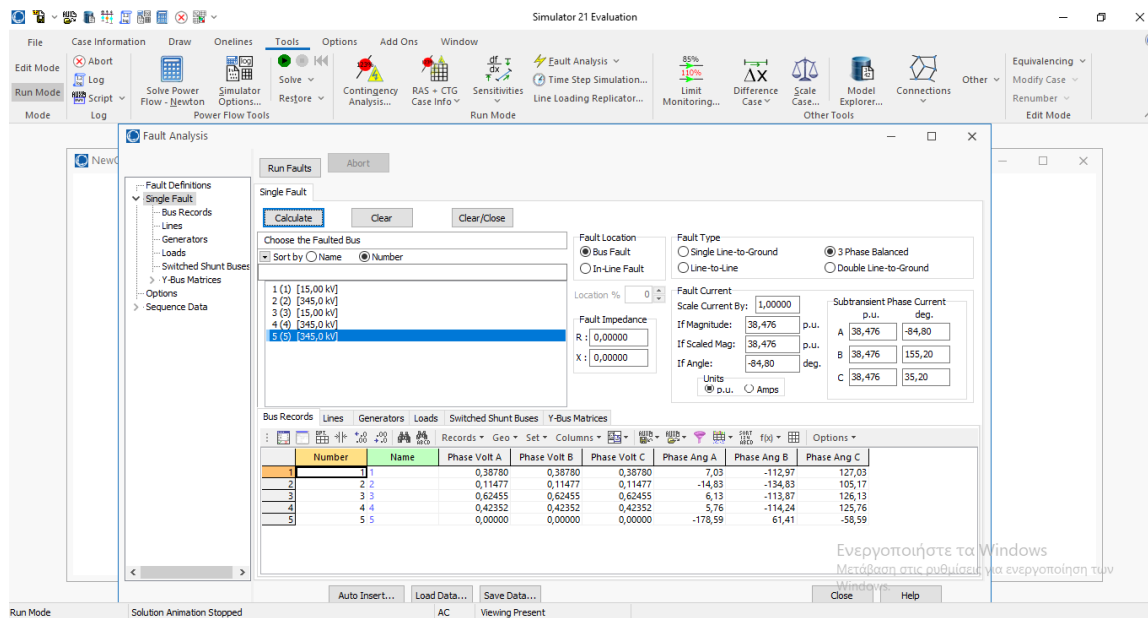 Simulator 21 Evaluation
File Case Information Draw Onelines Tools Options Add Ons Window
Edit Mode
Run Mode
Mode
Abort
Log
Script
Log
Solve Power
Flow - Newton
Simulator
Options...
Power Flow Tools
Solve
Restore
Contingency
Analysis...
RAS + CTG
Case Info
Sensitivities
Fault Analysis
Time Step Simulation...
Line Loading Replicator...
Run Mode
85%
110%
Limit
Monitoring...
Difference
Case
Scale
Case...
Model
Explorer...
Connections
Other
Other Tools
Equivalencing
Modify Case
Renumber
Edit Mode
Fault Analysis
Run Faults Abort
Fault Definitions
Single Fault
Bus Records
Lines
Generators
Loads
Switched Shunt Buses
Y-Bus Matrices
Options
Sequence Data
Single Fault
Calculate Clear Clear/Close
Choose the Faulted Bus
Sort by Name Number
1 (1) [15,00 kV]
2 (2) [345,0 kV]
3 (3) [15,00 kV]
4 (4) [345,0 kV]
5 (5) [345,0 kV]
Fault Location
Bus Fault
In-Line Fault
Location % 0
Fault Impedance
R : 0,00000
X : 0,00000
Fault Type
Single Line-to-Ground 3 Phase Balanced
Line-to-Line Double Line-to-Ground
Fault Current
Scale Current By: 1,00000
If Magnitude: 38,476 p.u.
If Scaled Mag: 38,476 p.u.
If Angle: -84,80 deg.
Units
p.u. Amps
Subtransient Phase Current
p.u. deg.
A 38,476 -84,80
B 38,476 155,20
C 38,476 35,20
Bus Records Lines Generators Loads Switched Shunt Buses Y-Bus Matrices
Records Geo Set Columns f(x) Options
Number Name Phase Volt A Phase Volt B Phase Volt C Phase Ang A Phase Ang B Phase Ang C
1 1 1 0,38780 0,38780 0,38780 7,03 -112,97 127,03
2 2 2 0,11477 0,11477 0,11477 -14,83 -134,83 105,17
3 3 3 0,62455 0,62455 0,62455 6,13 -113,87 126,13
4 4 4 0,42352 0,42352 0,42352 5,76 -114,24 125,76
5 5 5 0,00000 0,00000 0,00000 -178,59 61,41 -58,59
Ενεργοποιήστε τα Windows
Μετάβαση στις ρυθμίσεις για ενεργοποίηση των
Windows.
Auto Insert... Load Data... Save Data... Close Help
Run Mode Solution Animation Stopped AC Viewing Present